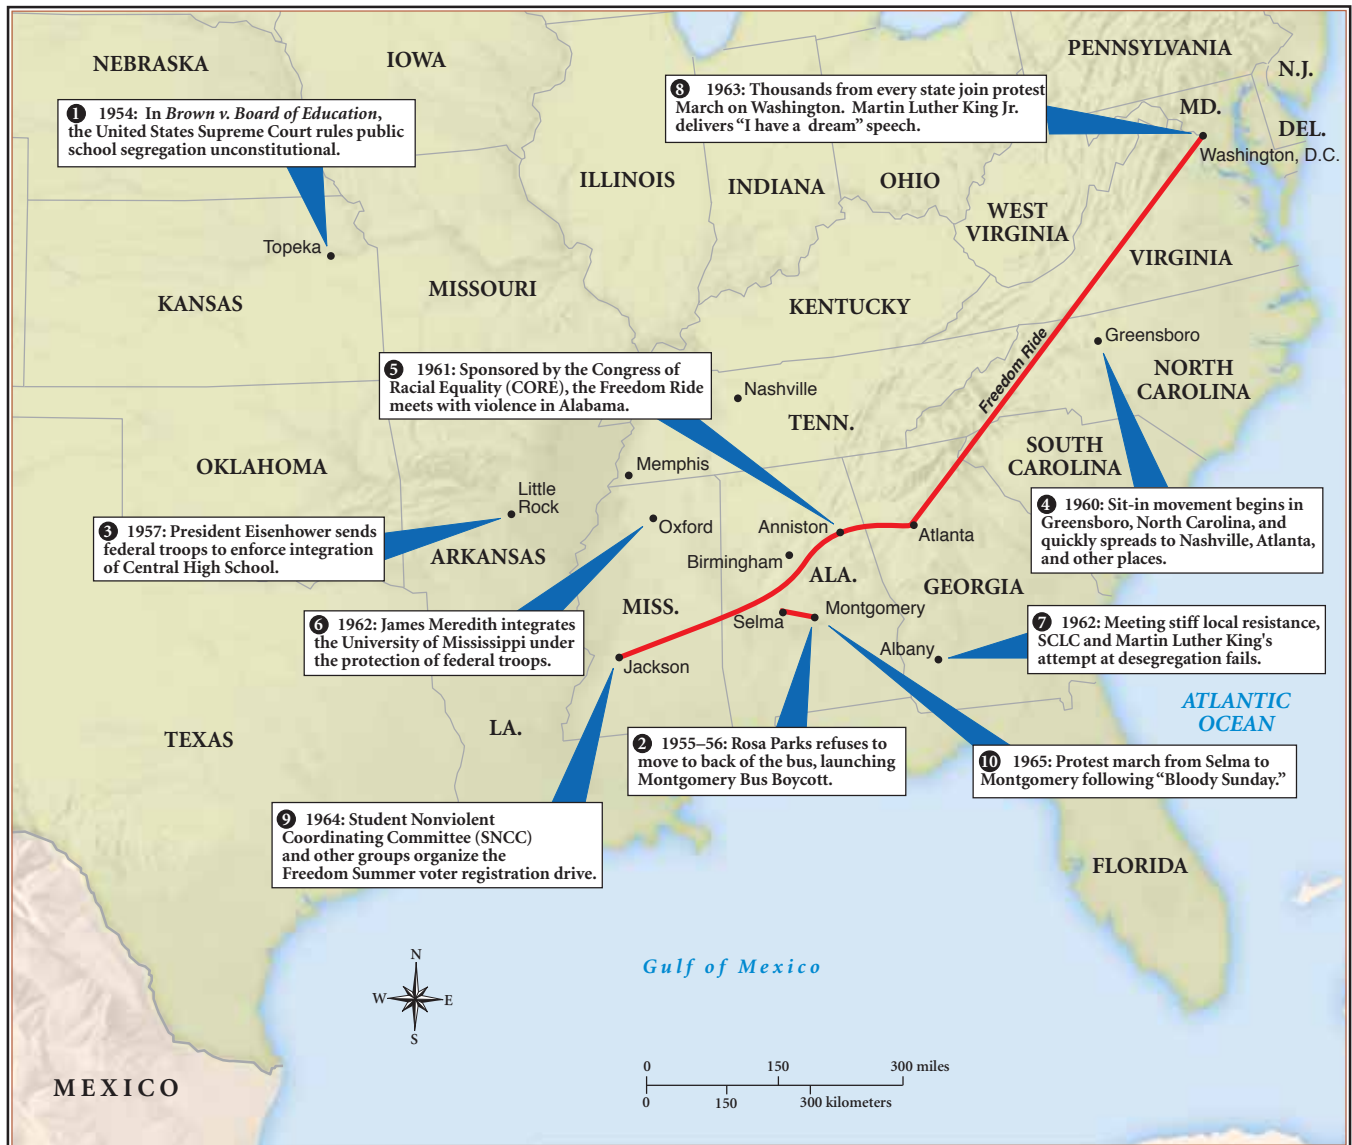 NEBRASKA
IOWA
PENNSYLVANIA
N.J.
❶ 1954: In Brown v. Board of Education,
the United States Supreme Court rules public
school segregation unconstitutional.
❽ 1963: Thousands from every state join protest
March on Washington. Martin Luther King Jr.
delivers “I have a dream” speech.
MD.
DEL.
Washington, D.C.
ILLINOIS
INDIANA
OHIO
WEST
VIRGINIA
VIRGINIA
Topeka
KANSAS
MISSOURI
KENTUCKY
Greensboro
Freedom Ride
NORTH
CAROLINA
❺ 1961: Sponsored by the Congress of
Racial Equality (CORE), the Freedom Ride
meets with violence in Alabama.
Nashville
TENN.
SOUTH
CAROLINA
OKLAHOMA
Memphis
Little
Rock
❹ 1960: Sit-in movement begins in
Greensboro, North Carolina, and
quickly spreads to Nashville, Atlanta,
and other places.
❸ 1957: President Eisenhower sends
federal troops to enforce integration
of Central High School.
ARKANSAS
Oxford
Anniston
Atlanta
Birmingham
ALA.
GEORGIA
MISS.
Selma
Montgomery
❻ 1962: James Meredith integrates
the University of Mississippi under
the protection of federal troops.
Albany
❼ 1962: Meeting stiff local resistance,
SCLC and Martin Luther King's
attempt at desegregation fails.
Jackson
ATLANTIC
OCEAN
TEXAS
LA.
❷ 1955–56: Rosa Parks refuses to
move to back of the bus, launching
Montgomery Bus Boycott.
❿ 1965: Protest march from Selma to
Montgomery following “Bloody Sunday.”
❾ 1964: Student Nonviolent
Coordinating Committee (SNCC)
and other groups organize the
Freedom Summer voter registration drive.
FLORIDA
Gulf of Mexico
N
W E
S
0 150 300 miles
0 150 300 kilometers
MEXICO